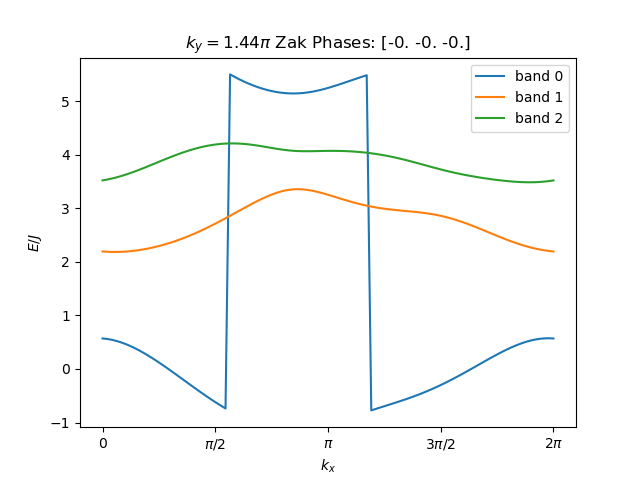 k_y = 1.44π Zak Phases: [-0. -0. -0.]
band 0
band 1
band 2
E/J
5
4
3
2
1
0
−1
0
π/2
π
3π/2
2π
k_x